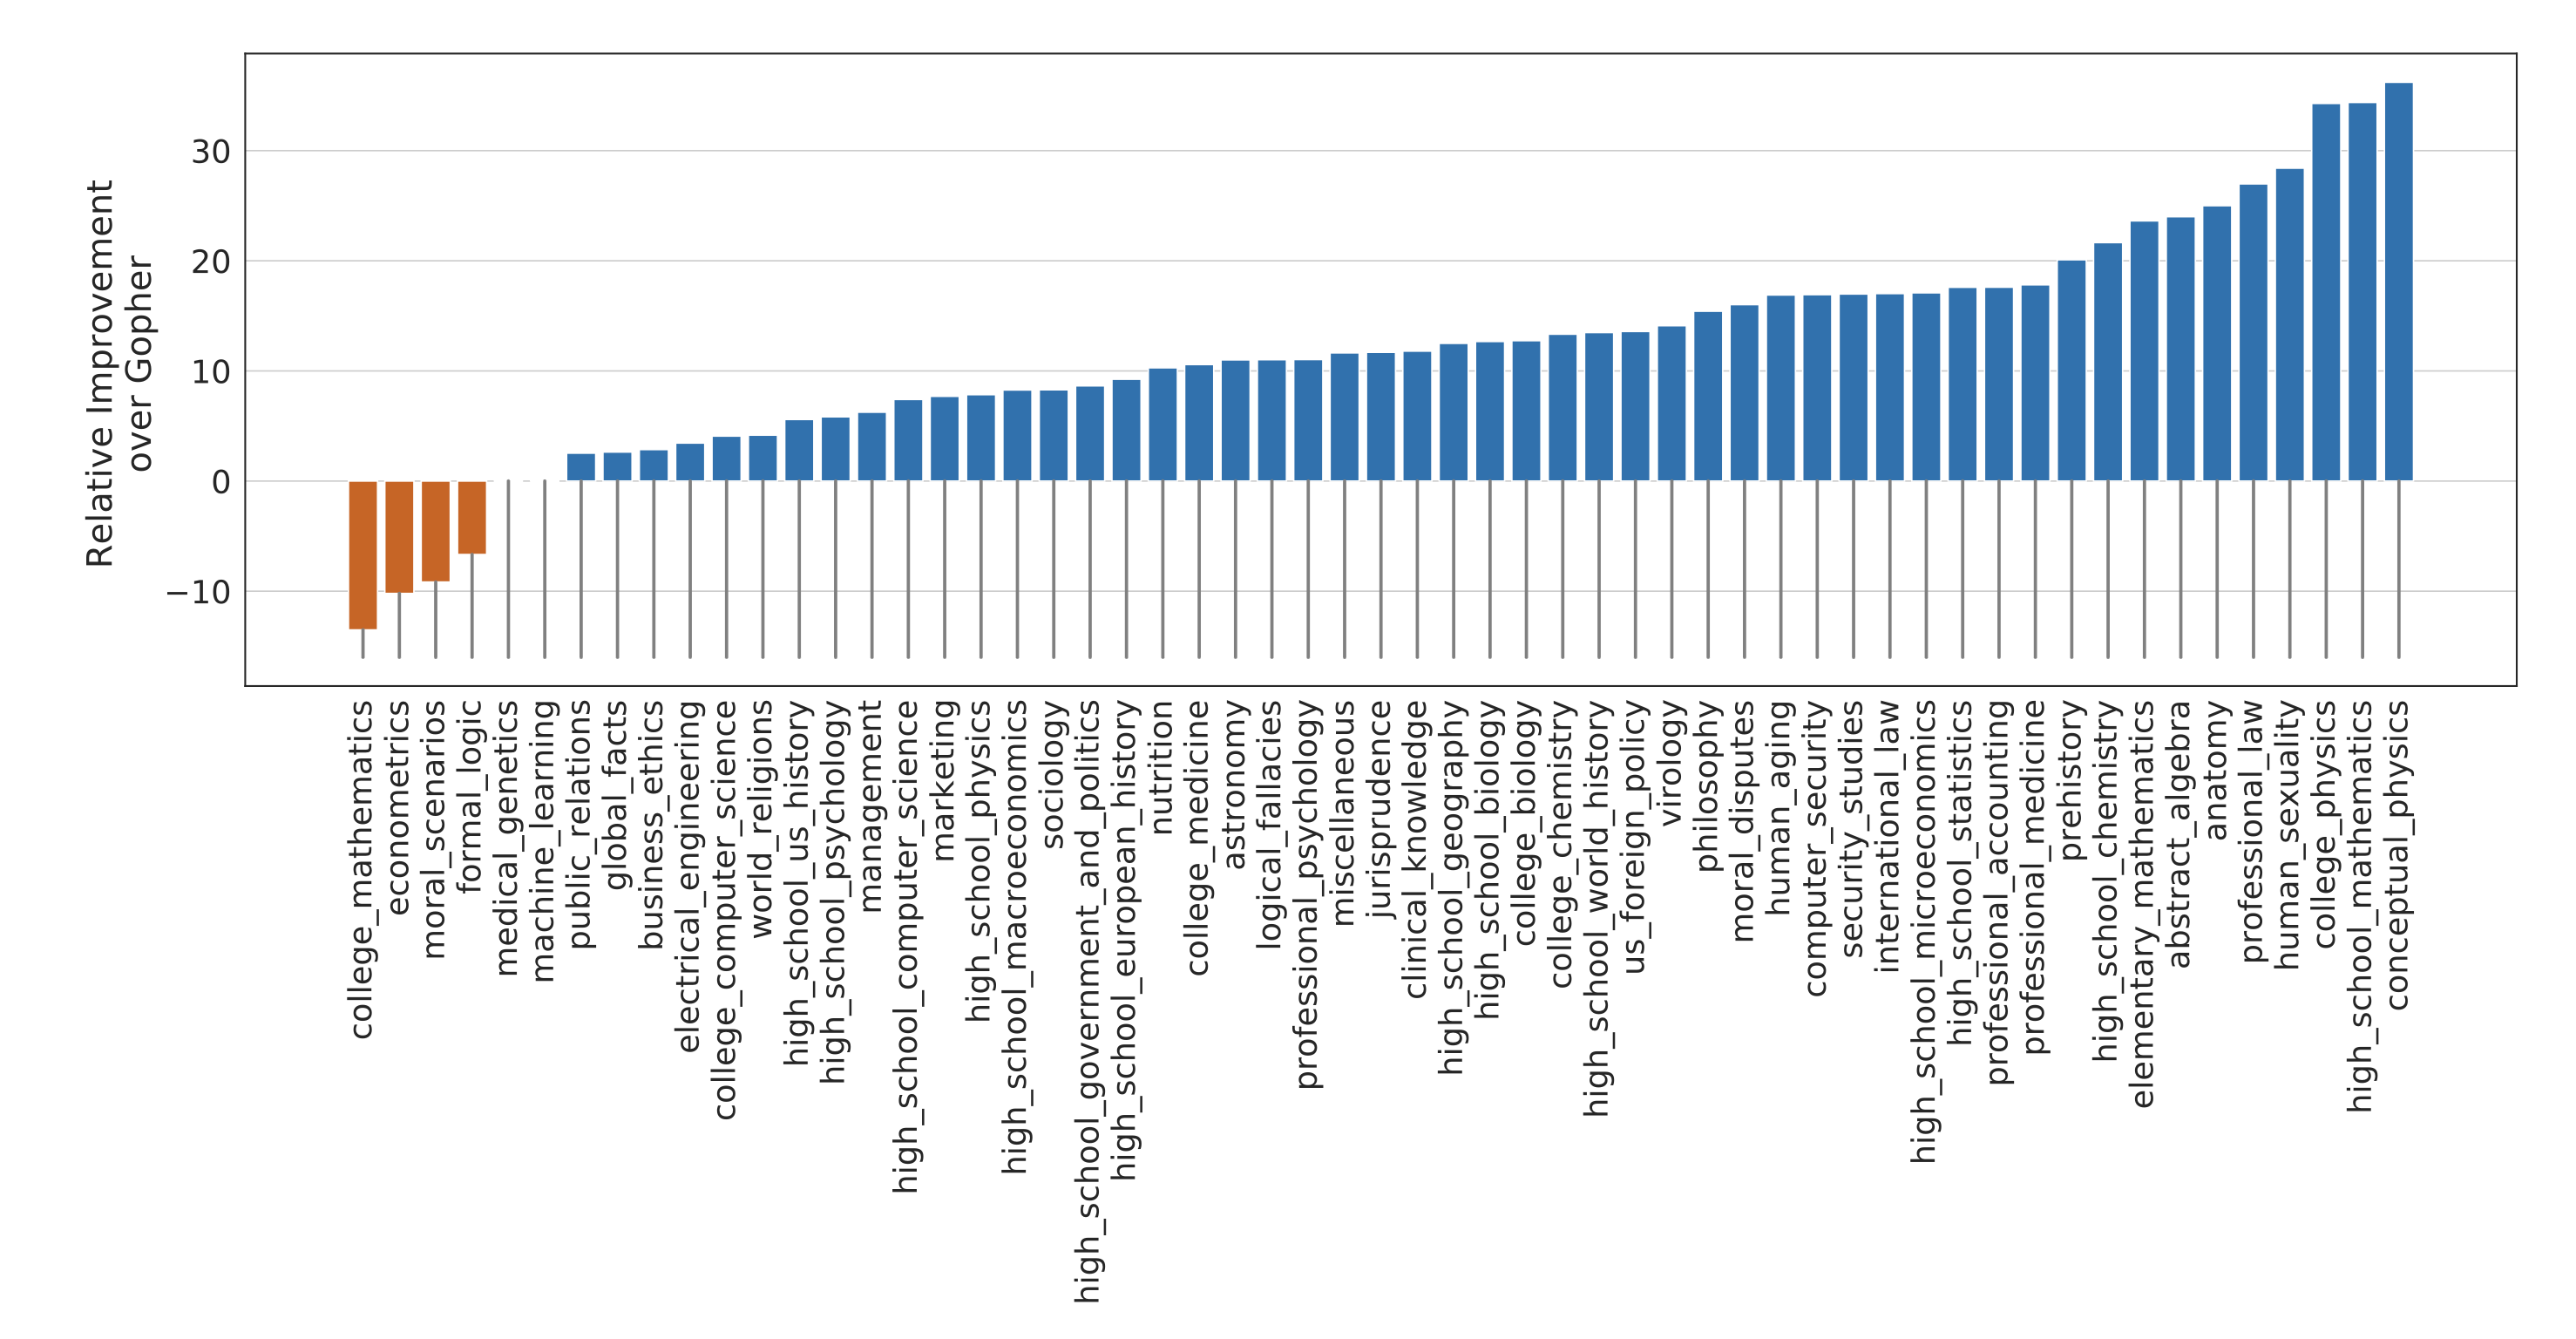 Relative Improvement
over Gopher
30
20
10
0
−10
college_mathematics
econometrics
moral_scenarios
formal_logic
medical_genetics
machine_learning
public_relations
global_facts
business_ethics
electrical_engineering
college_computer_science
world_religions
high_school_us_history
high_school_psychology
management
high_school_computer_science
marketing
high_school_physics
high_school_macroeconomics
sociology
high_school_government_and_politics
high_school_european_history
nutrition
college_medicine
astronomy
logical_fallacies
professional_psychology
miscellaneous
jurisprudence
clinical_knowledge
high_school_geography
high_school_biology
college_biology
college_chemistry
high_school_world_history
us_foreign_policy
virology
philosophy
moral_disputes
human_aging
computer_security
security_studies
international_law
high_school_microeconomics
high_school_statistics
professional_accounting
professional_medicine
prehistory
high_school_chemistry
elementary_mathematics
abstract_algebra
anatomy
professional_law
human_sexuality
college_physics
high_school_mathematics
conceptual_physics